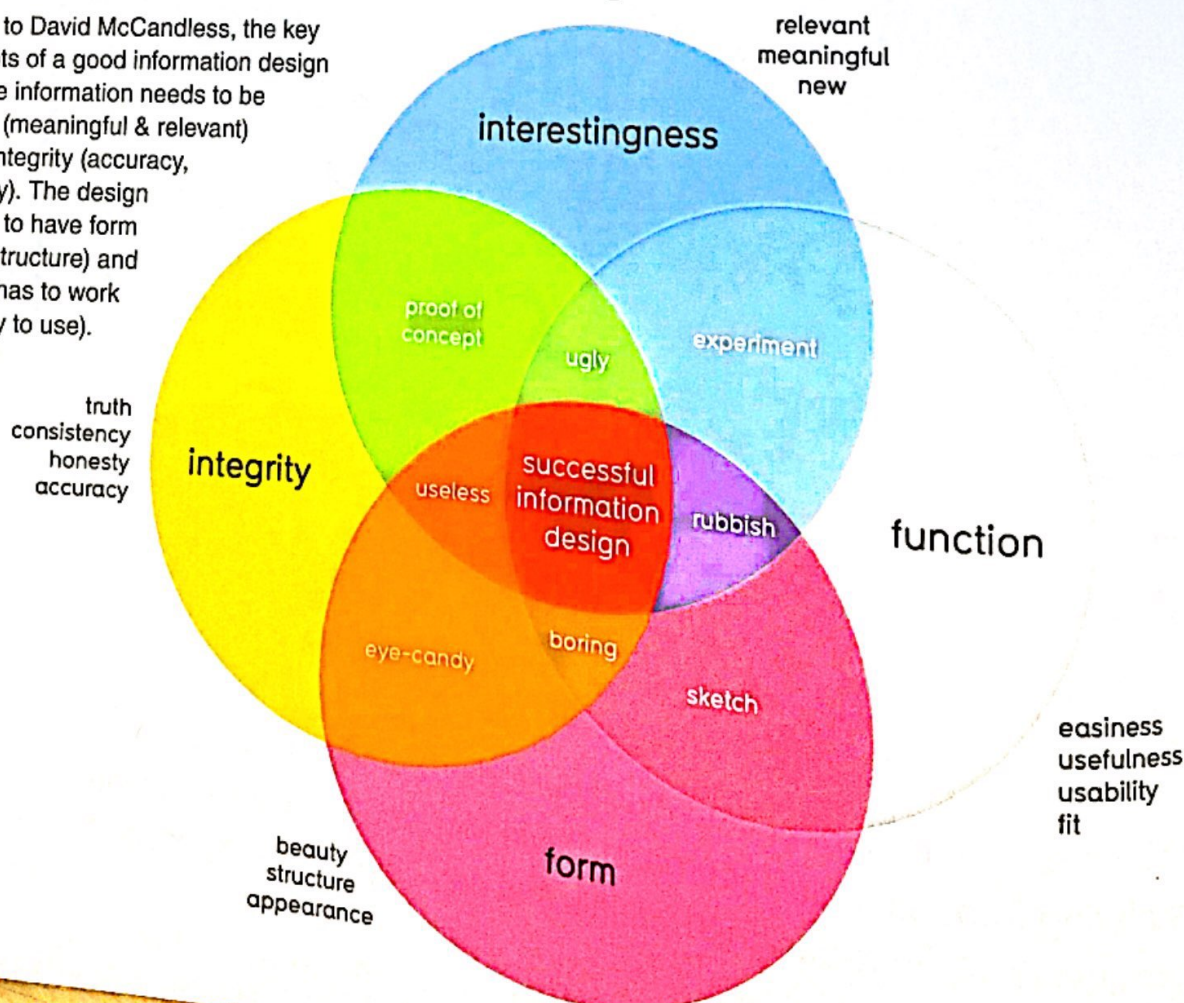 to David McCandless, the key
ts of a good information design
e information needs to be
(meaningful & relevant)
ntegrity (accuracy,
y). The design
to have form
tructure) and
has to work
y to use).
relevant
meaningful
new
interestingness
proof of
concept
ugly
experiment
truth
consistency
honesty
accuracy
integrity
useless
successful
information
design
rubbish
function
eye-candy
boring
sketch
easiness
usefulness
usability
fit
beauty
structure
appearance
form